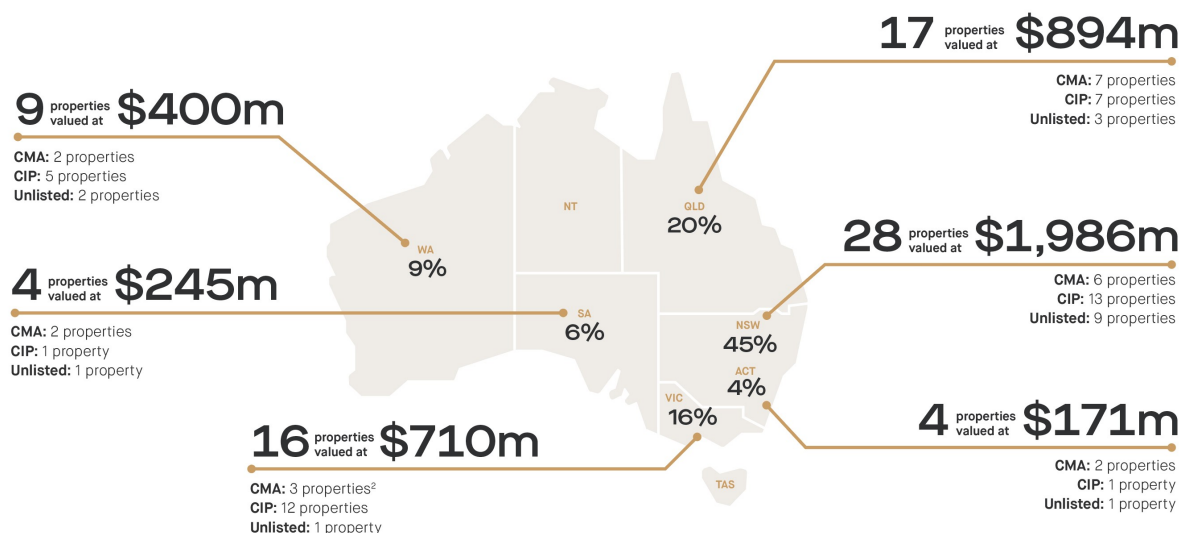 17 properties valued at $894m
CMA: 7 properties
CIP: 7 properties
Unlisted: 3 properties
9 properties valued at $400m
CMA: 2 properties
CIP: 5 properties
Unlisted: 2 properties
NT
QLD
20%
WA
9%
28 properties valued at $1,986m
CMA: 6 properties
CIP: 13 properties
Unlisted: 9 properties
4 properties valued at $245m
CMA: 2 properties
CIP: 1 property
Unlisted: 1 property
SA
6%
NSW
45%
ACT
4%
VIC
16%
4 properties valued at $171m
CMA: 2 properties
CIP: 1 property
Unlisted: 1 property
16 properties valued at $710m
CMA: 3 properties²
CIP: 12 properties
Unlisted: 1 property
TAS